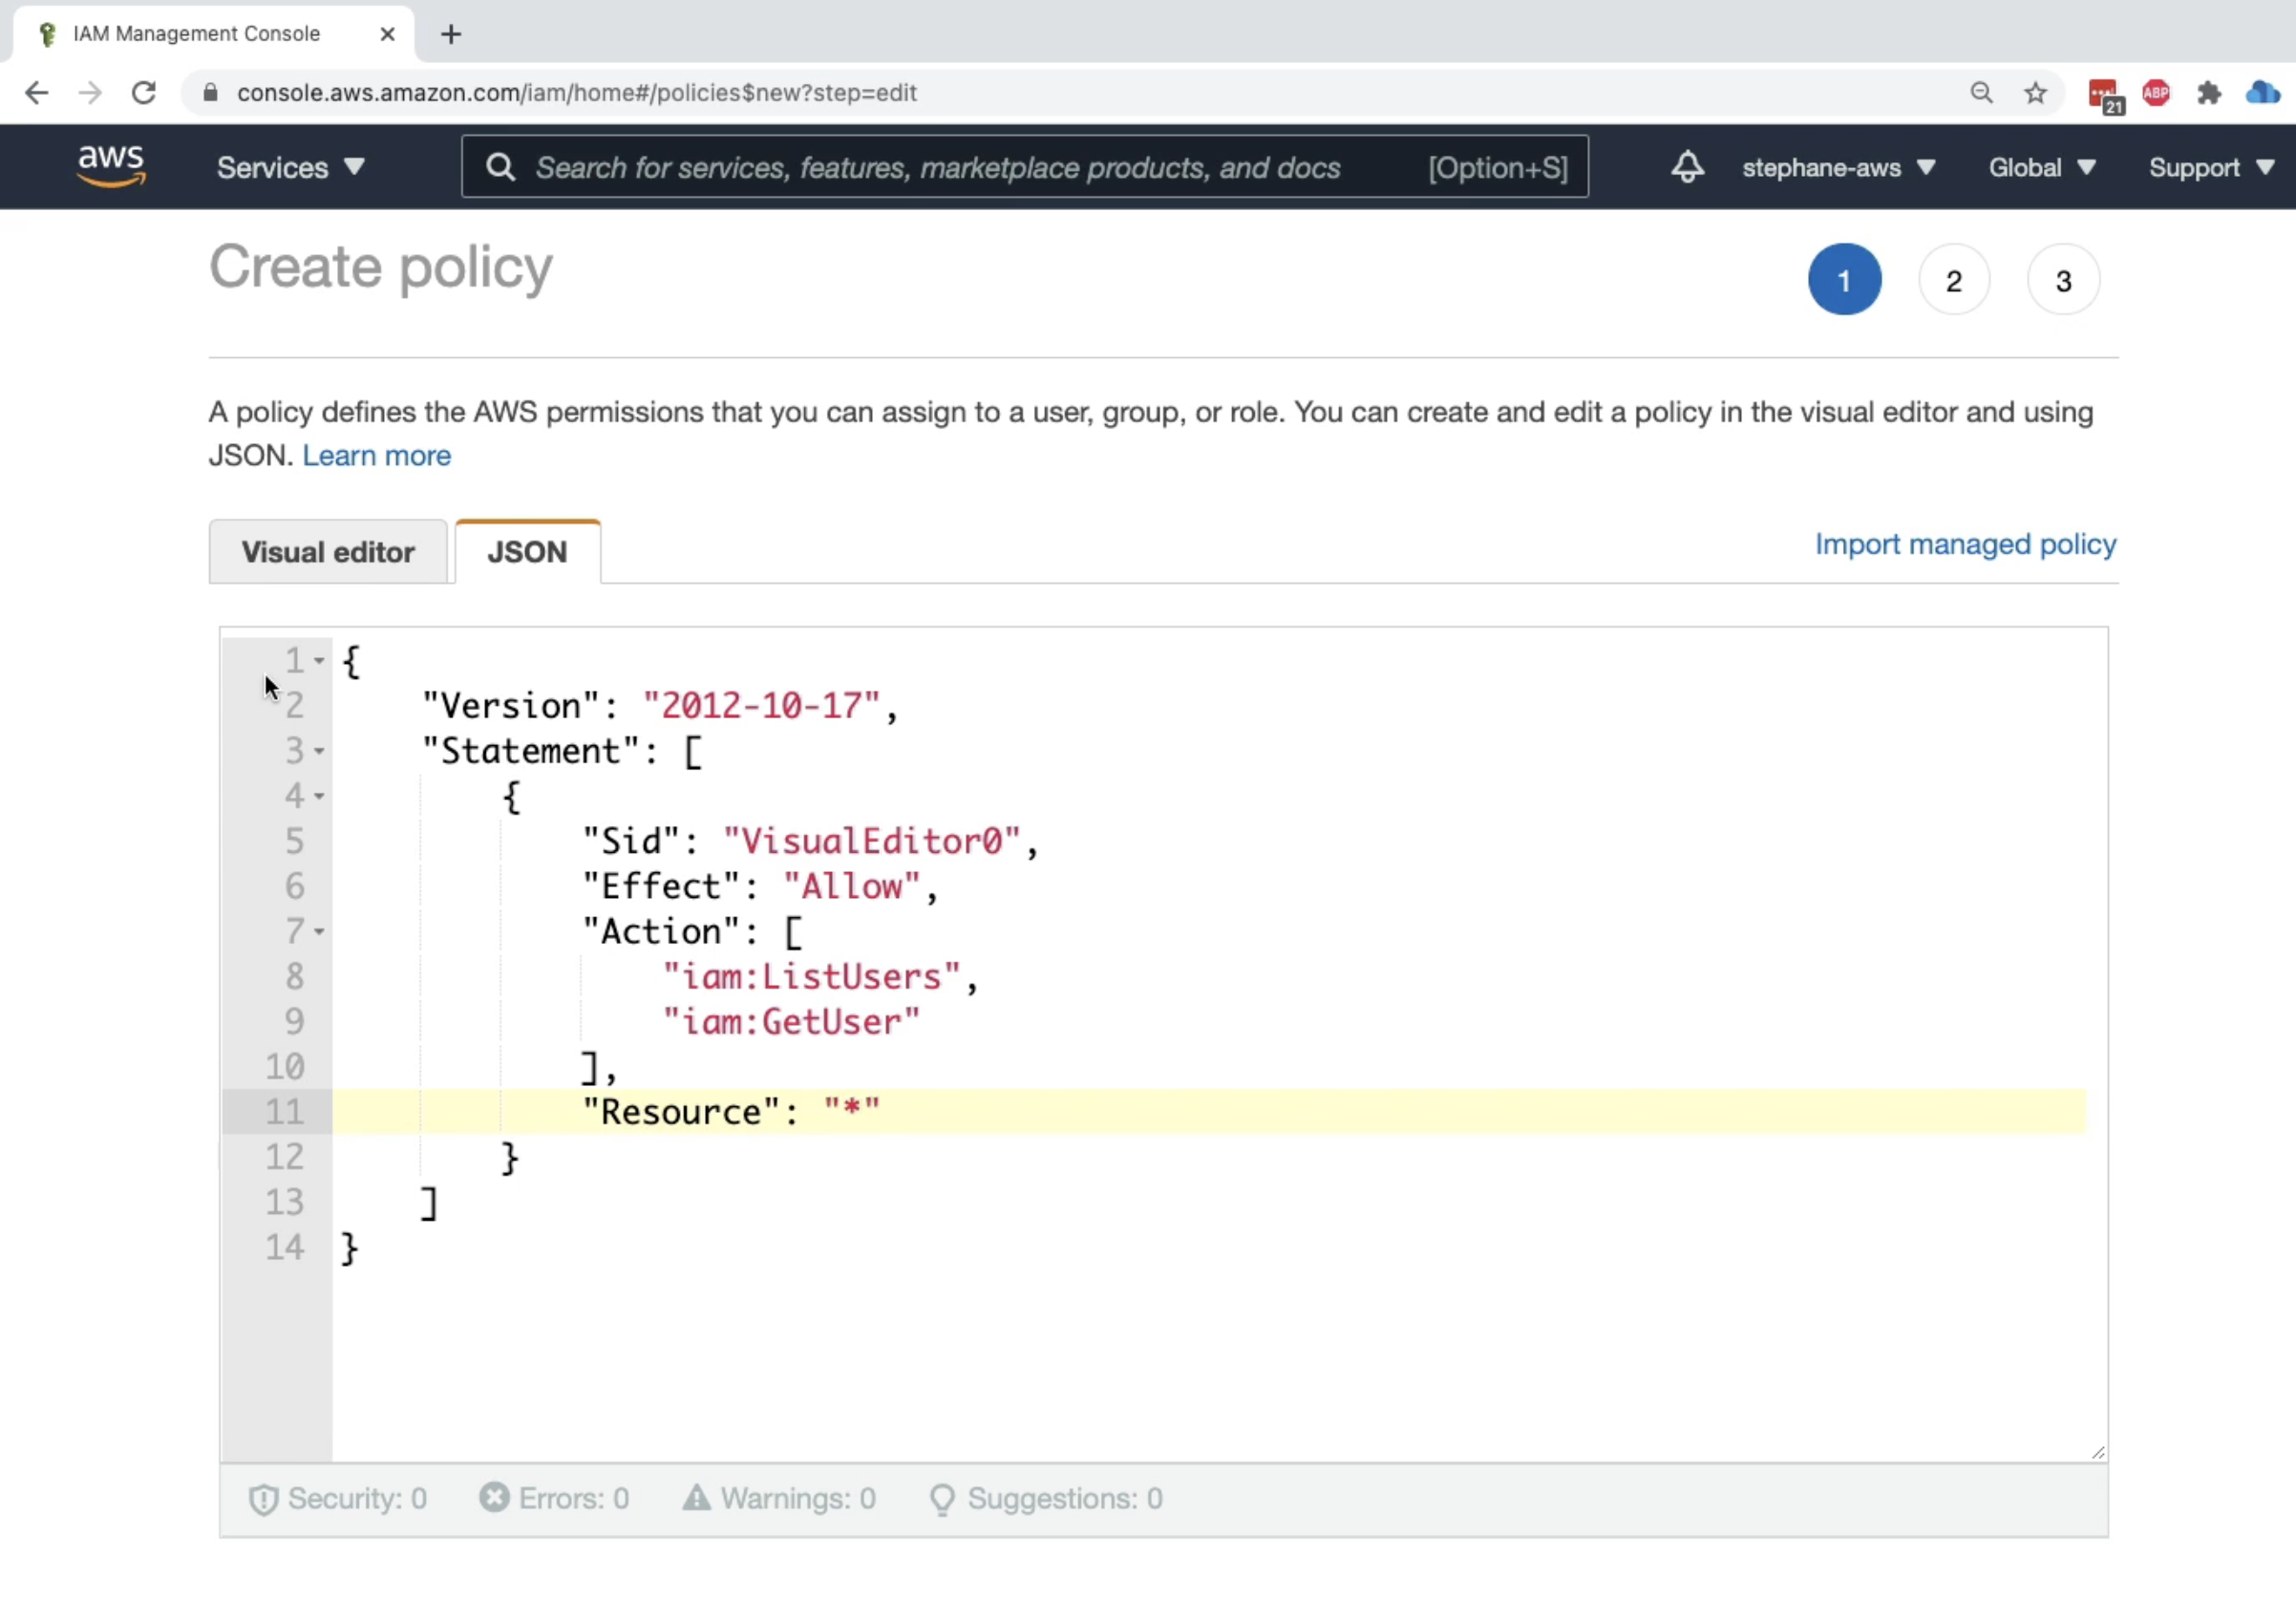 IAM Management Console
console.aws.amazon.com/iam/home#/policies$new?step=edit
21
ABP
aws
Services
Search for services, features, marketplace products, and docs
[Option+S]
stephane-aws
Global
Support
Create policy
1
2
3
A policy defines the AWS permissions that you can assign to a user, group, or role. You can create and edit a policy in the visual editor and using
JSON. Learn more
Visual editor
JSON
Import managed policy
1 {
2 "Version": "2012-10-17",
3 "Statement": [
4 {
5 "Sid": "VisualEditor0",
6 "Effect": "Allow",
7 "Action": [
8 "iam:ListUsers",
9 "iam:GetUser"
10 ],
11 "Resource": "*"
12 }
13 ]
14 }
Security: 0
Errors: 0
Warnings: 0
Suggestions: 0